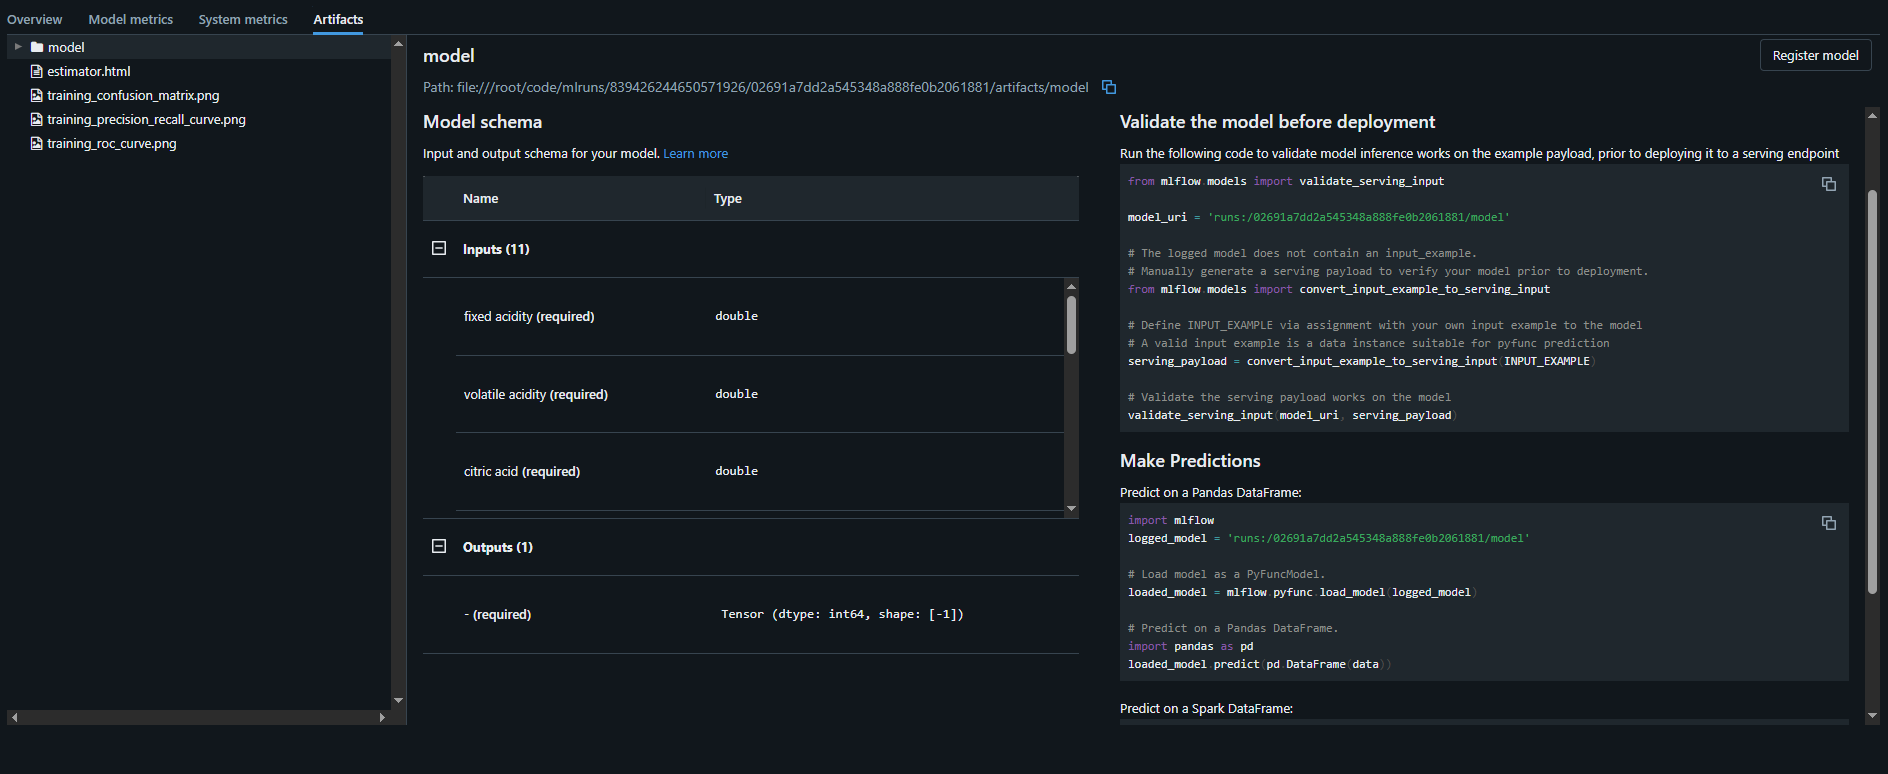 Overview Model metrics System metrics Artifacts
model
estimator.html
training_confusion_matrix.png
training_precision_recall_curve.png
training_roc_curve.png
model
Register model
Path: file:///root/code/mlruns/839426244650571926/02691a7dd2a545348a888fe0b2061881/artifacts/model
Model schema
Input and output schema for your model. Learn more
Name Type
Inputs (11)
fixed acidity (required) double
volatile acidity (required) double
citric acid (required) double
Outputs (1)
- (required) Tensor (dtype: int64, shape: [-1])
Validate the model before deployment
Run the following code to validate model inference works on the example payload, prior to deploying it to a serving endpoint
from mlflow.models import validate_serving_input
model_uri = 'runs:/02691a7dd2a545348a888fe0b2061881/model'
# The logged model does not contain an input_example.
# Manually generate a serving payload to verify your model prior to deployment.
from mlflow.models import convert_input_example_to_serving_input
# Define INPUT_EXAMPLE via assignment with your own input example to the model
# A valid input example is a data instance suitable for pyfunc prediction
serving_payload = convert_input_example_to_serving_input(INPUT_EXAMPLE)
# Validate the serving payload works on the model
validate_serving_input(model_uri, serving_payload)
Make Predictions
Predict on a Pandas DataFrame:
import mlflow
logged_model = 'runs:/02691a7dd2a545348a888fe0b2061881/model'
# Load model as a PyFuncModel.
loaded_model = mlflow.pyfunc.load_model(logged_model)
# Predict on a Pandas DataFrame.
import pandas as pd
loaded_model.predict(pd.DataFrame(data))
Predict on a Spark DataFrame: